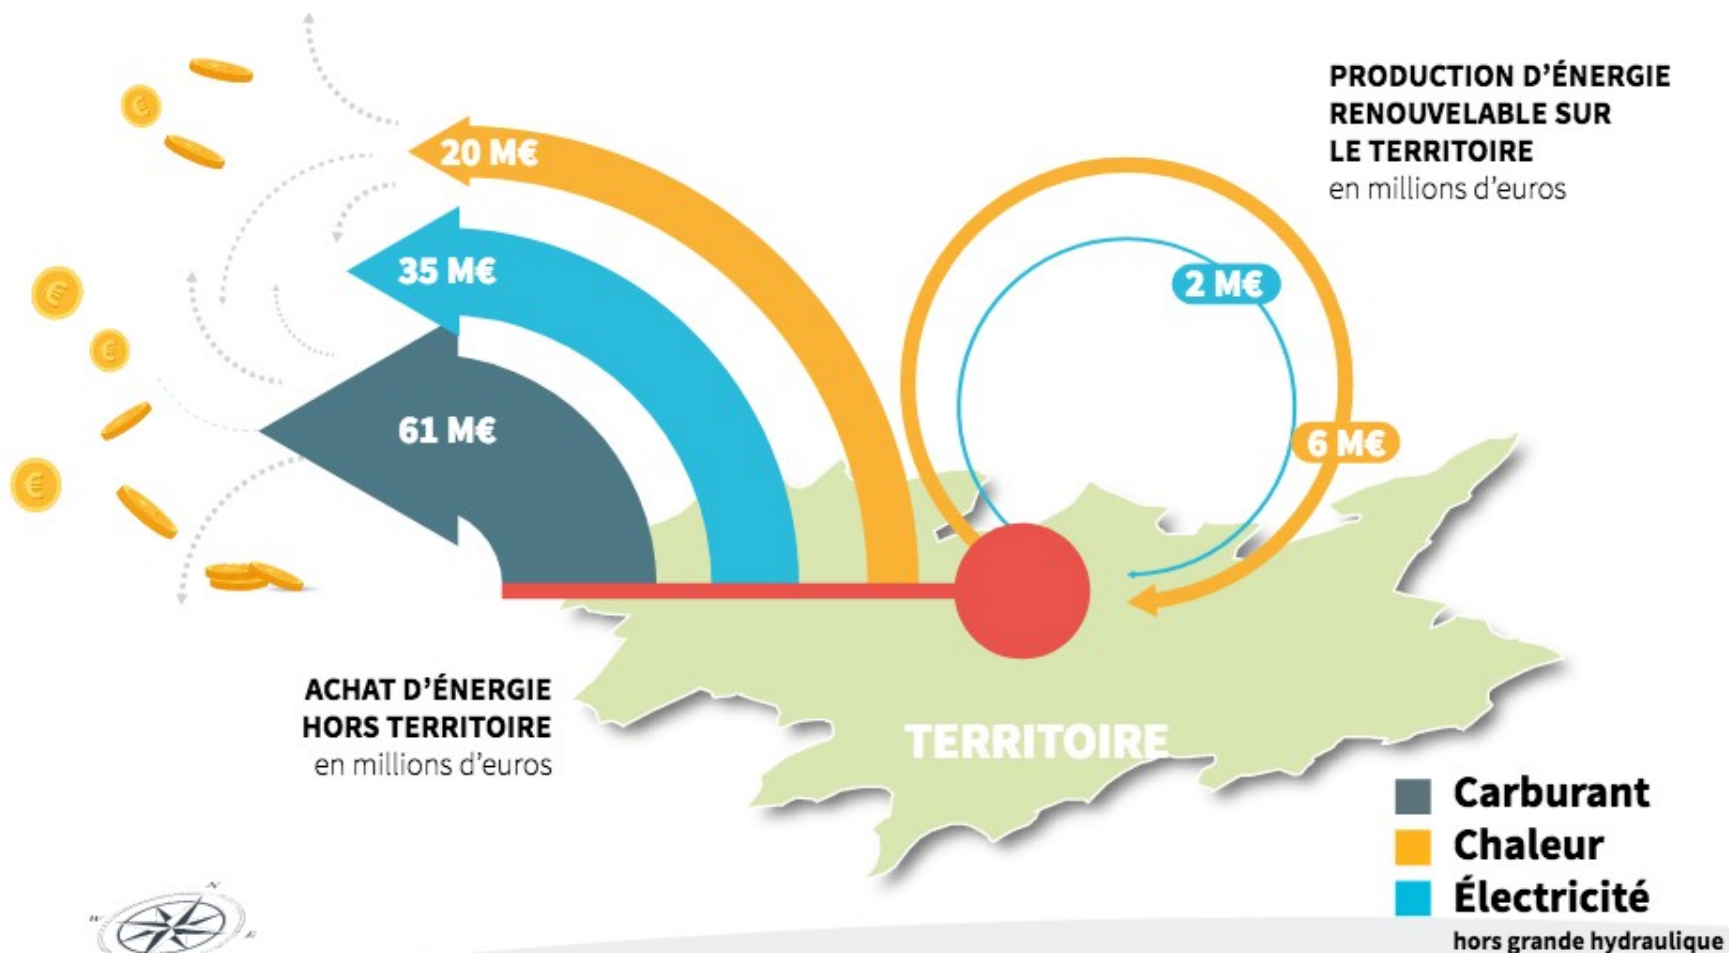 PRODUCTION D'ÉNERGIE
RENOUVELABLE SUR
LE TERRITOIRE
en millions d'euros
20 M€
35 M€
61 M€
2 M€
6 M€
ACHAT D'ÉNERGIE
HORS TERRITOIRE
en millions d'euros
TERRITOIRE
Carburant
Chaleur
Électricité
hors grande hydraulique
N
W
E
€
€
€
€